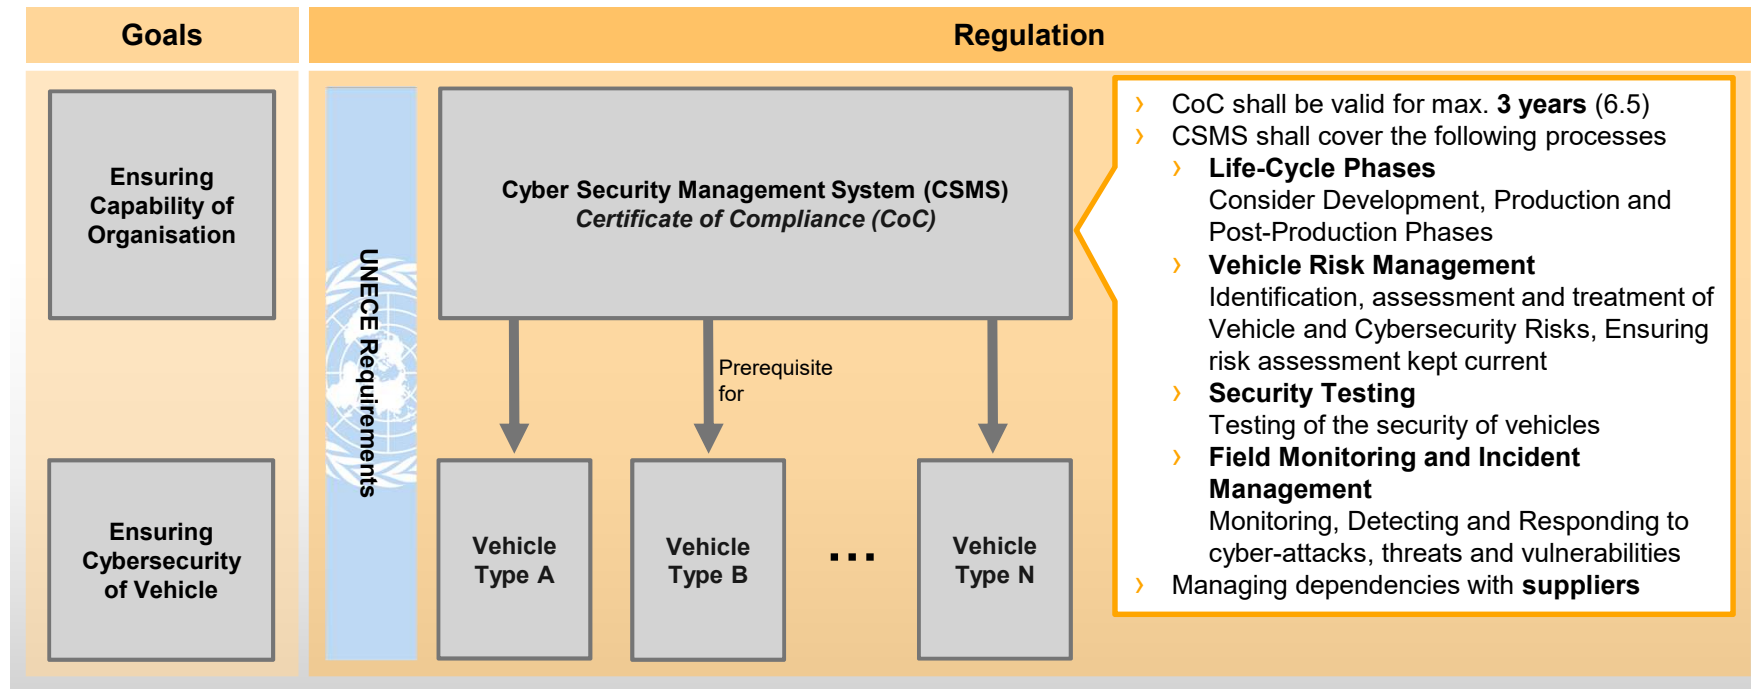 Goals
Regulation
Ensuring
Capability of
Organisation
Ensuring
Cybersecurity
of Vehicle
UNECE Requirements
Cyber Security Management System (CSMS)
Certificate of Compliance (CoC)
Prerequisite
for
Vehicle
Type A
Vehicle
Type B
...
Vehicle
Type N
› CoC shall be valid for max. 3 years (6.5)
› CSMS shall cover the following processes
› Life-Cycle Phases
Consider Development, Production and
Post-Production Phases
› Vehicle Risk Management
Identification, assessment and treatment of
Vehicle and Cybersecurity Risks, Ensuring
risk assessment kept current
› Security Testing
Testing of the security of vehicles
› Field Monitoring and Incident
Management
Monitoring, Detecting and Responding to
cyber-attacks, threats and vulnerabilities
› Managing dependencies with suppliers